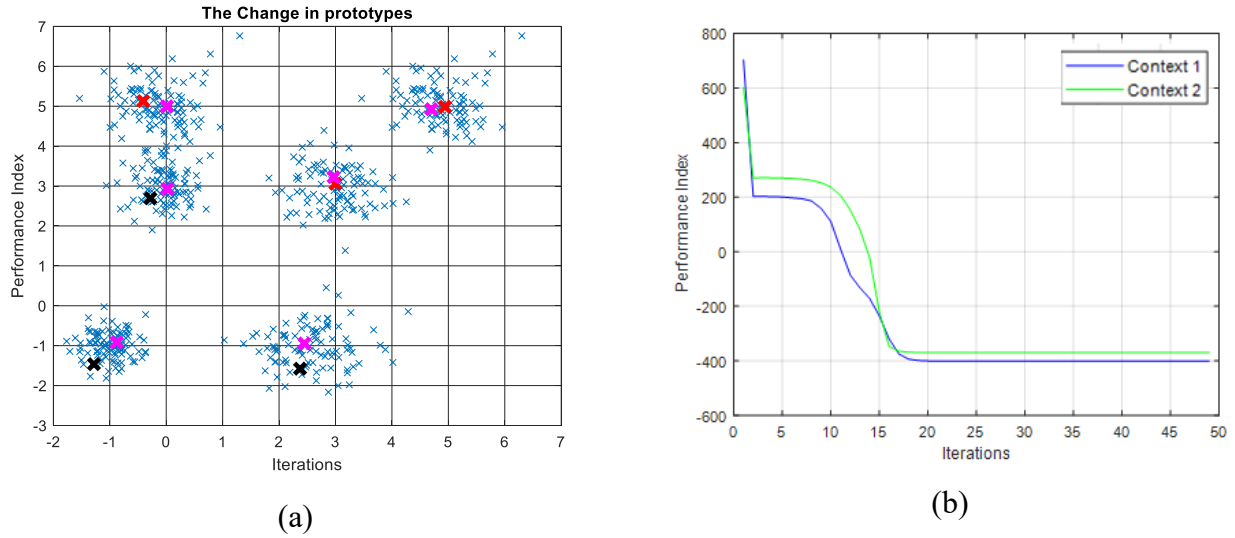 The Change in prototypes
Performance Index
7
6
5
4
3
2
1
0
-1
-2
-3
-2 -1 0 1 2 3 4 5 6 7
Iterations
(a)
Performance Index
800
600
400
200
0
-200
-400
-600
0 5 10 15 20 25 30 35 40 45 50
Iterations
Context 1
Context 2
(b)